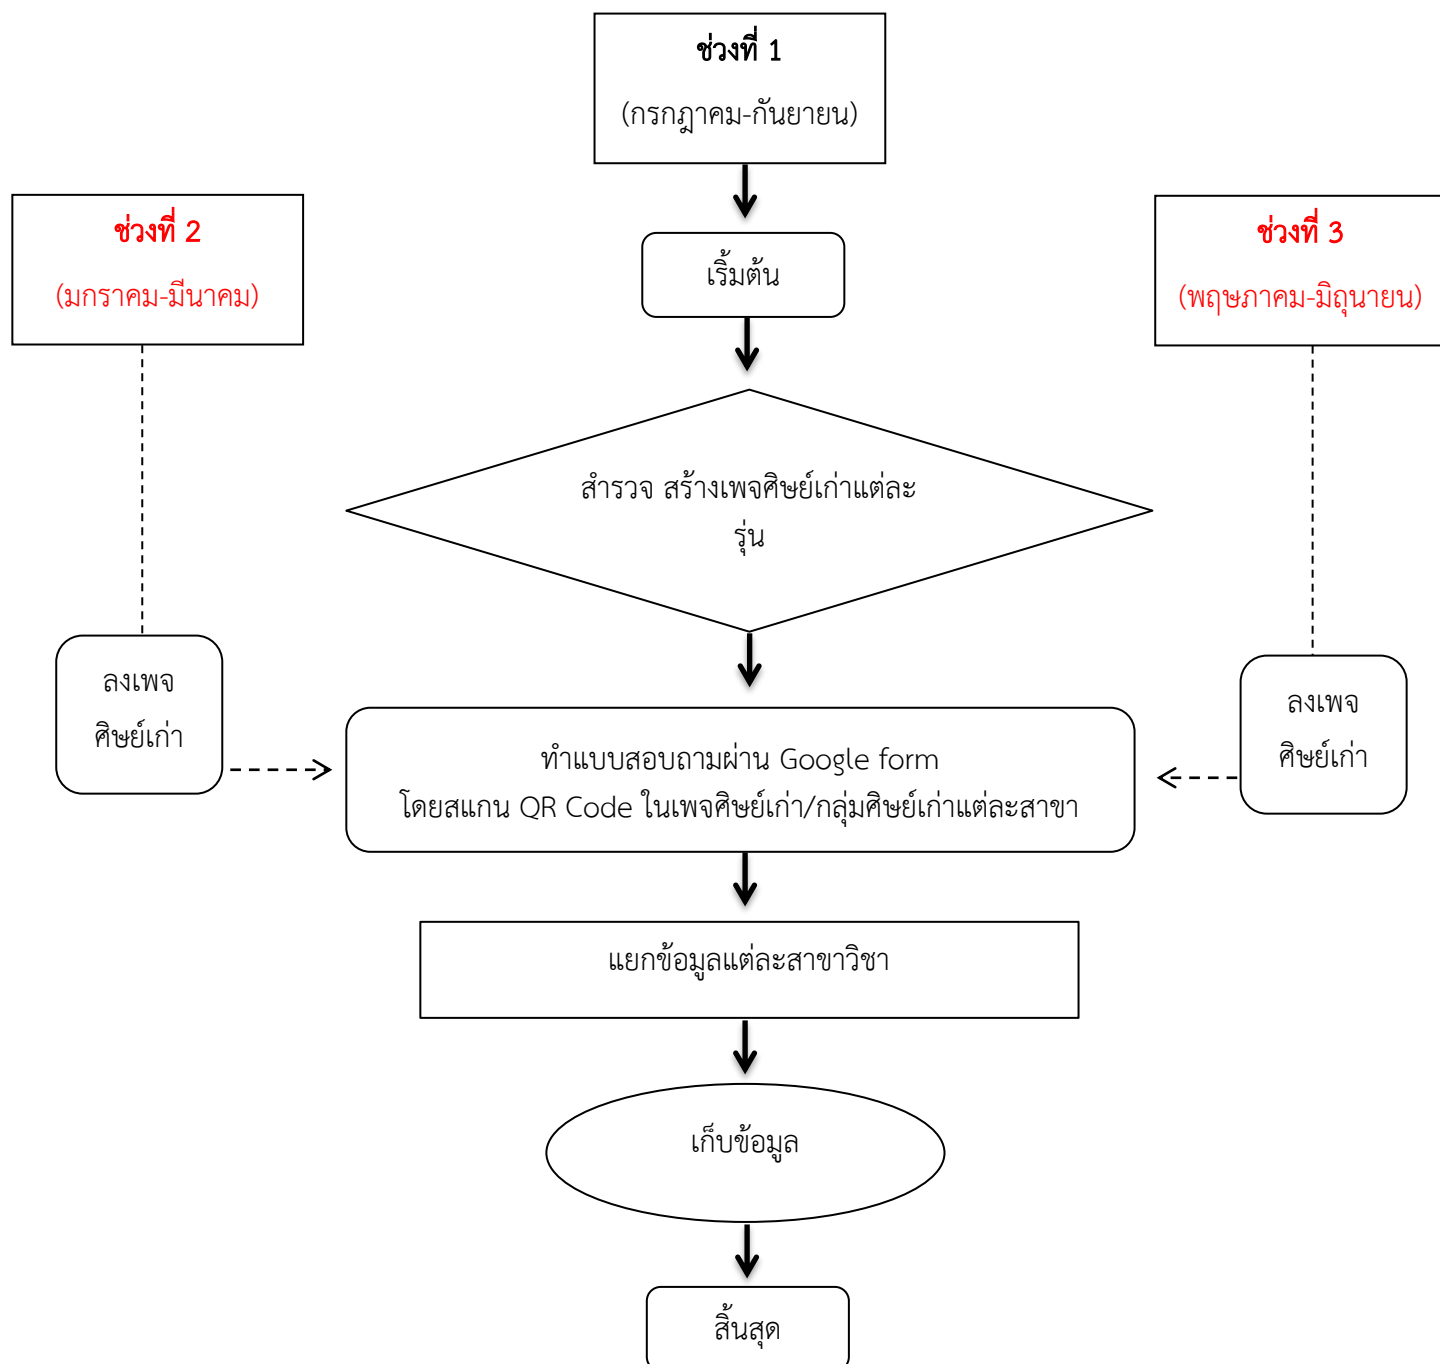 ช่วงที่ 1
(กรกฎาคม-กันยายน)
ช่วงที่ 2
(มกราคม-มีนาคม)
ช่วงที่ 3
(พฤษภาคม-มิถุนายน)
เริ่มต้น
สำรวจ สร้างเพจศิษย์เก่าแต่ละ
รุ่น
ลงเพจ
ศิษย์เก่า
ลงเพจ
ศิษย์เก่า
ทำแบบสอบถามผ่าน Google form
โดยสแกน QR Code ในเพจศิษย์เก่า/กลุ่มศิษย์เก่าแต่ละสาขา
แยกข้อมูลแต่ละสาขาวิชา
เก็บข้อมูล
สิ้นสุด